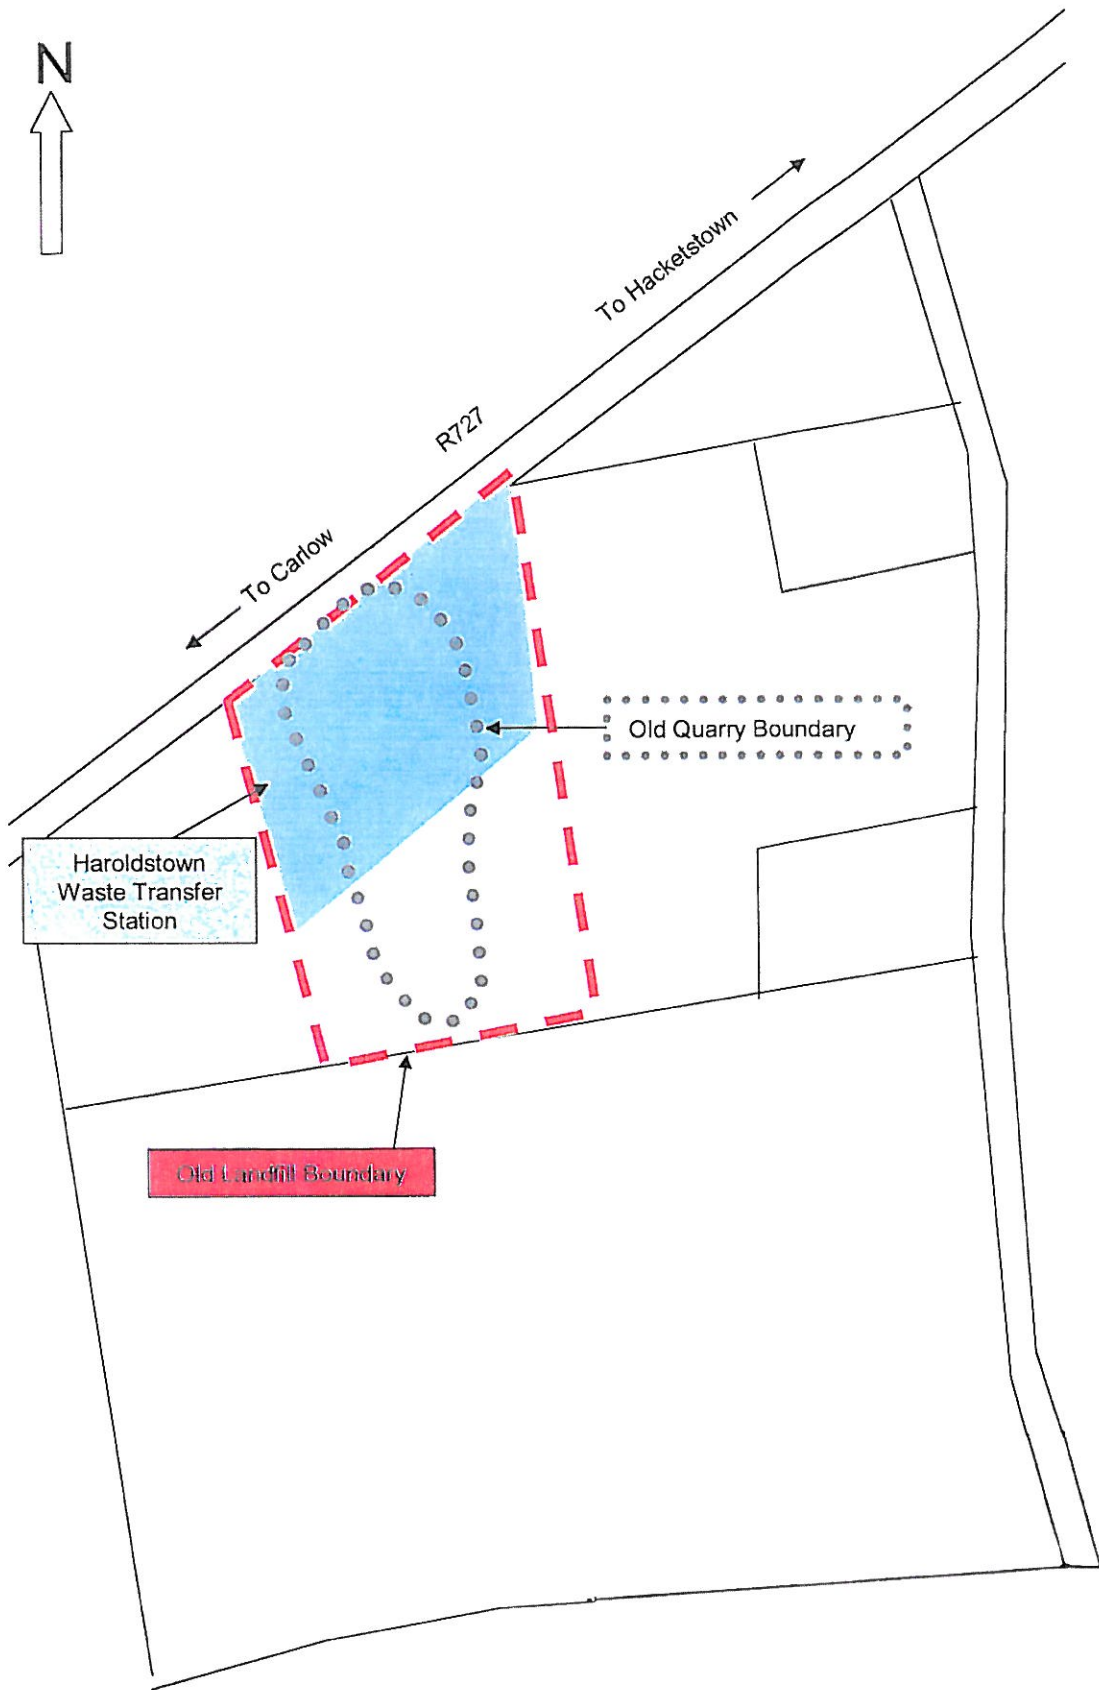 N
To Hacketstown
R727
To Carlow
Old Quarry Boundary
Haroldstown
Waste Transfer
Station
Old Landfill Boundary